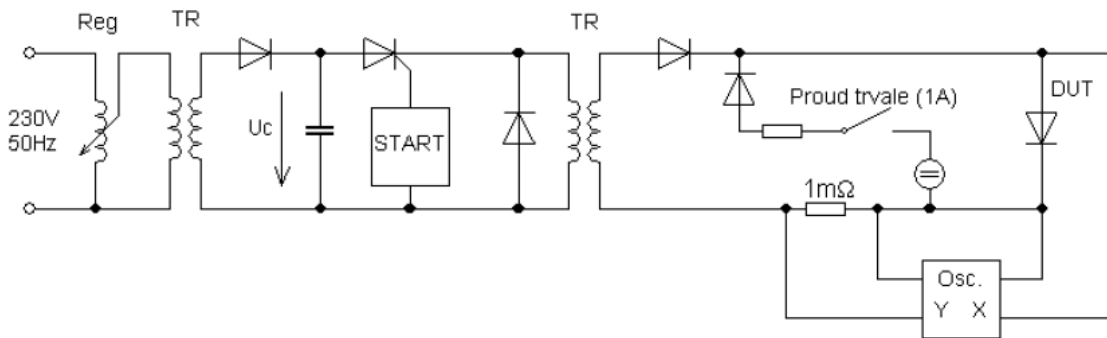 Reg
TR
TR
230V
50Hz
Uc
START
Proud trvale (1A)
DUT
1mΩ
Osc.
Y X